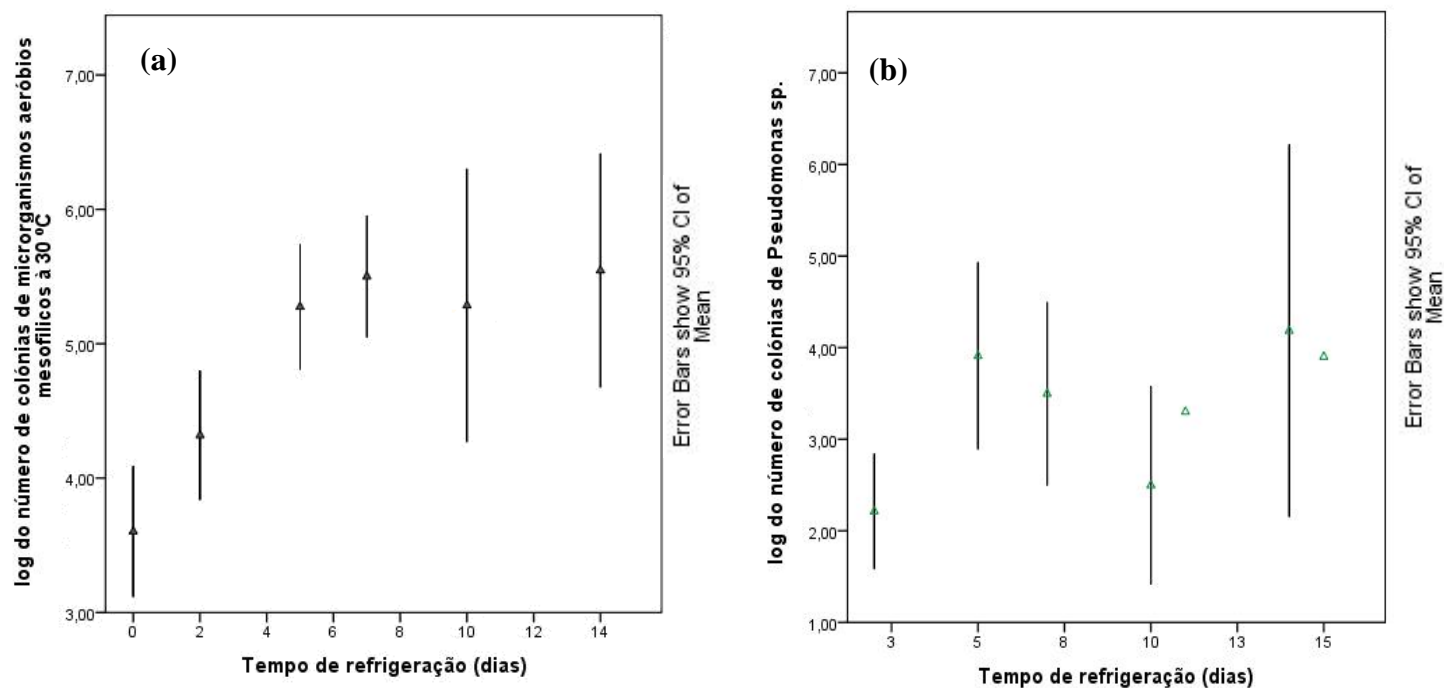 (a)
log do número de colónias de microrganismos aeróbios
mesofilicos à 30 ºC
7,00
6,00
5,00
4,00
3,00
0 2 4 6 8 10 12 14
Tempo de refrigeração (dias)
Error Bars show 95% CI of
Mean
(b)
log do número de colónias de Pseudomonas sp.
7,00
6,00
5,00
4,00
3,00
2,00
1,00
3 5 8 10 13 15
Tempo de refrigeração (dias)
Error Bars show 95% CI of
Mean